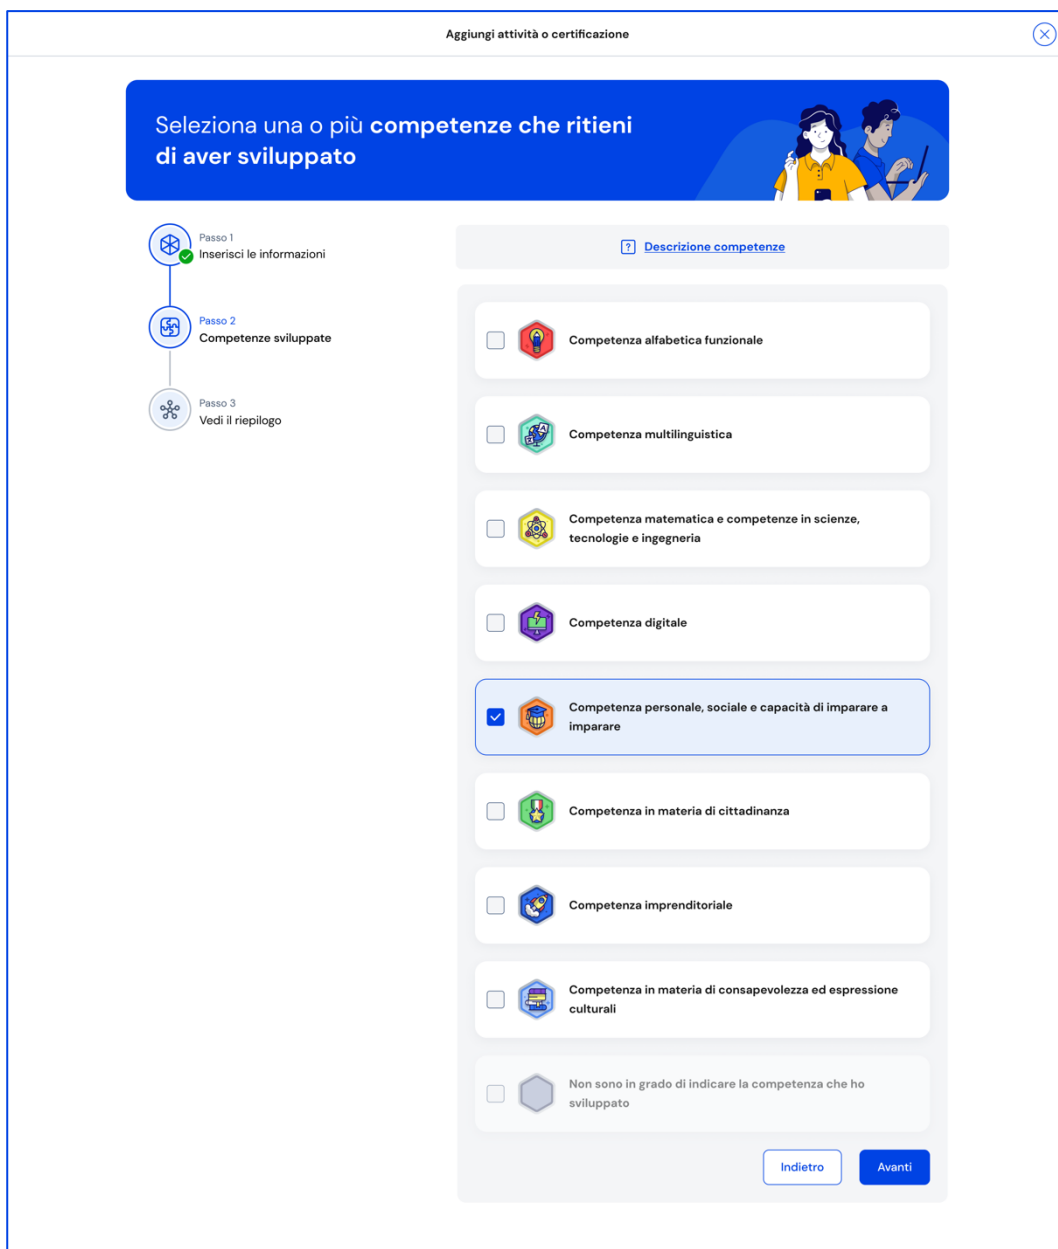 Aggiungi attività o certificazione
Seleziona una o più competenze che ritieni
di aver sviluppato
Passo 1
Inserisci le informazioni
Passo 2
Competenze sviluppate
Passo 3
Vedi il riepilogo
Descrizione competenze
Competenza alfabetica funzionale
Competenza multilinguistica
Competenza matematica e competenze in scienze,
tecnologie e ingegneria
Competenza digitale
Competenza personale, sociale e capacità di imparare a
imparare
Competenza in materia di cittadinanza
Competenza imprenditoriale
Competenza in materia di consapevolezza ed espressione
culturali
Non sono in grado di indicare la competenza che ho
sviluppato
Indietro
Avanti